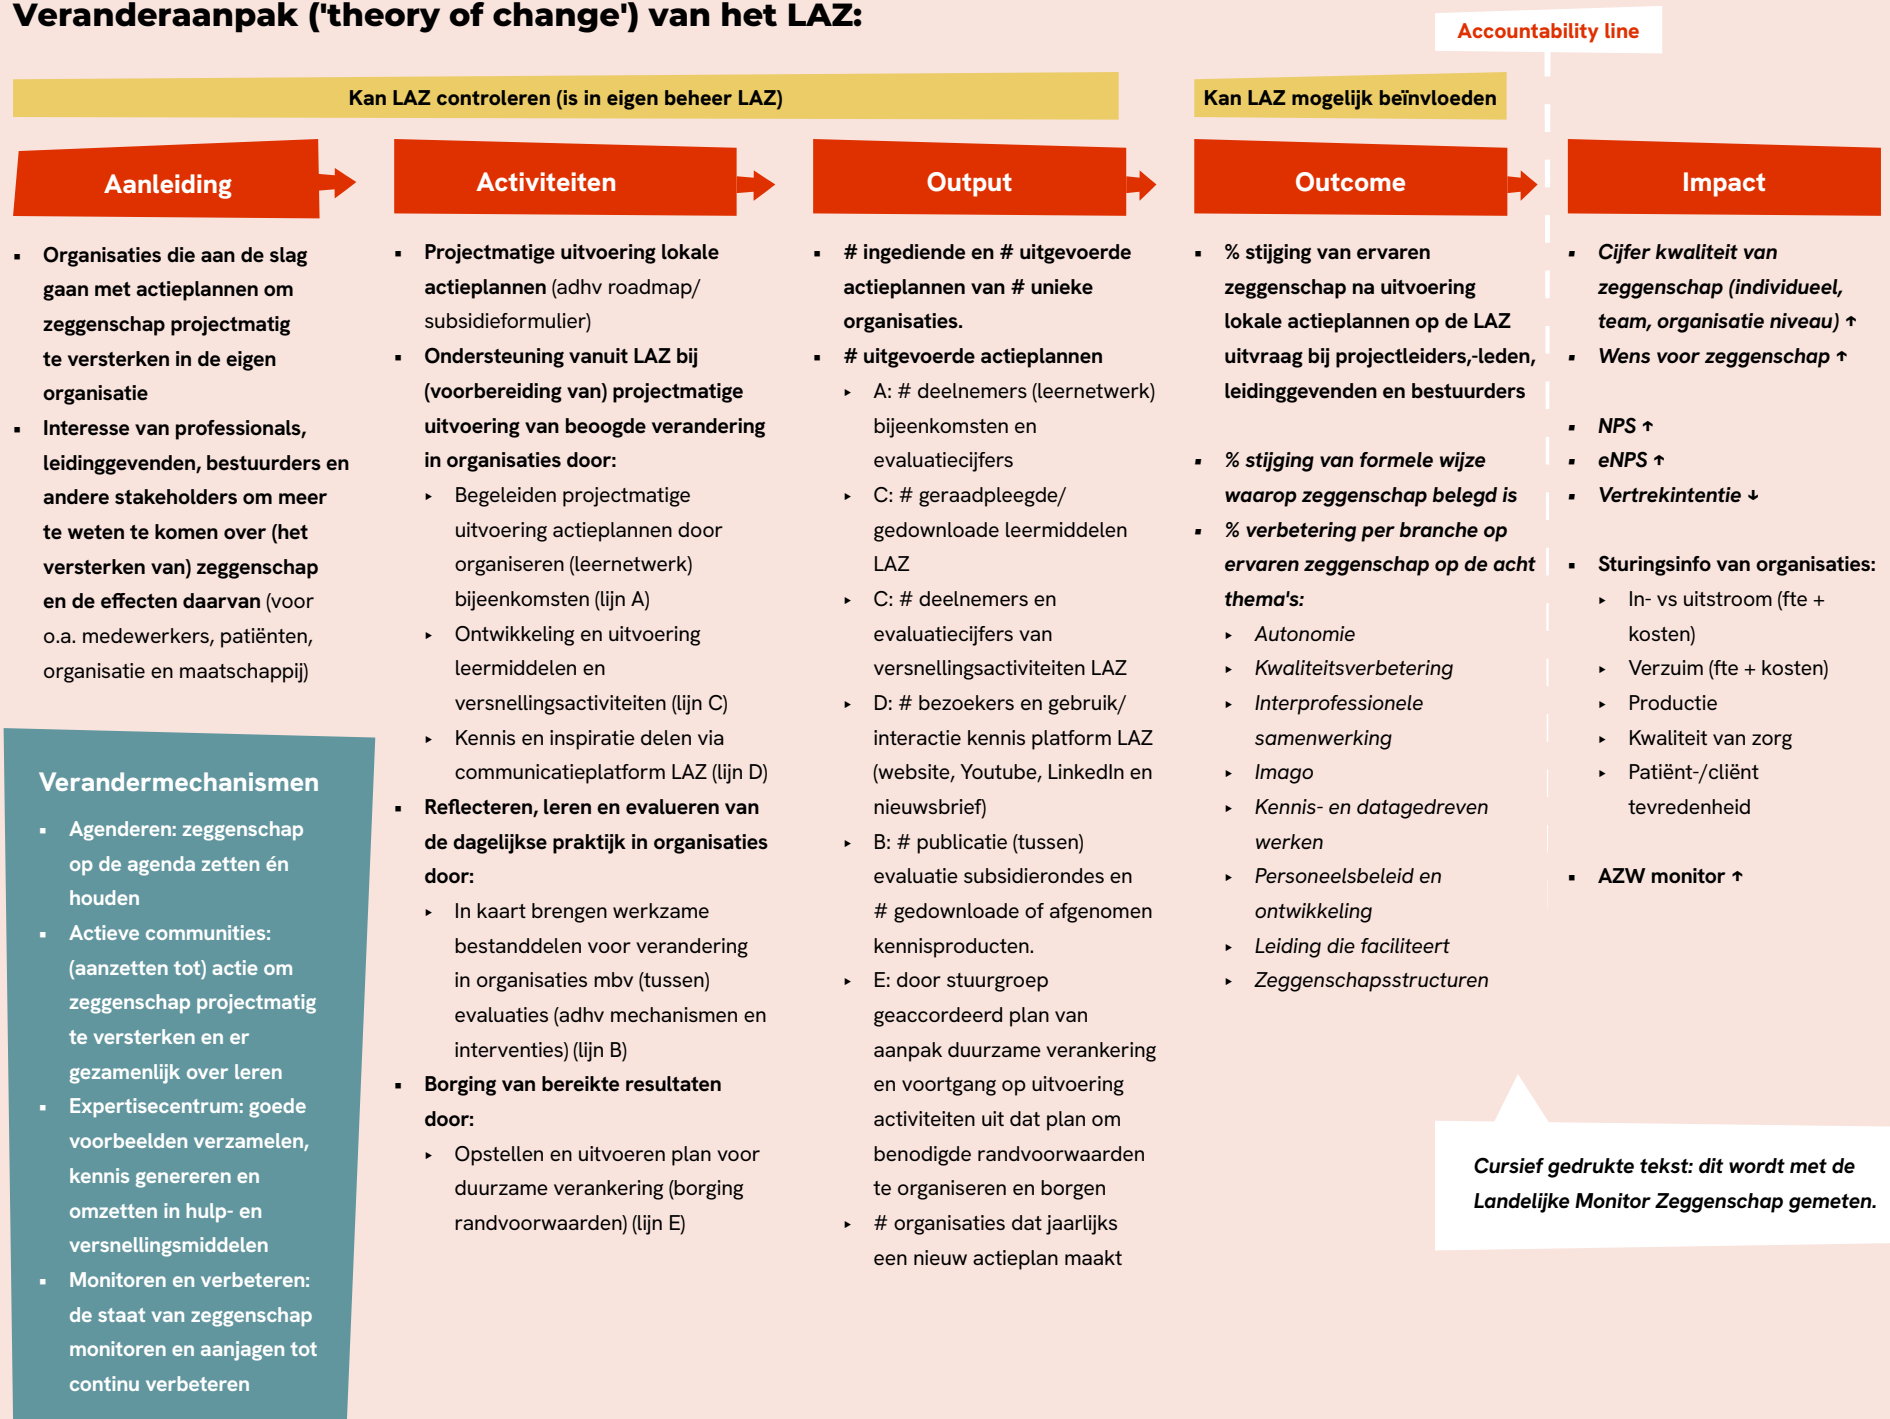 Veranderaanpak ('theory of change') van het LAZ:
Accountability line
Kan LAZ controleren (is in eigen beheer LAZ)
Kan LAZ mogelijk beïnvloeden
Aanleiding
▪ Organisaties die aan de slag
gaan met actieplannen om
zeggenschap projectmatig
te versterken in de eigen
organisatie
▪ Interesse van professionals,
leidinggevenden, bestuurders en
andere stakeholders om meer
te weten te komen over (het
versterken van) zeggenschap
en de effecten daarvan (voor
o.a. medewerkers, patiënten,
organisatie en maatschappij)
Verandermechanismen
▪ Agenderen: zeggenschap
op de agenda zetten én
houden
▪ Actieve communities:
(aanzetten tot) actie om
zeggenschap projectmatig
te versterken en er
gezamenlijk over leren
▪ Expertisecentrum: goede
voorbeelden verzamelen,
kennis genereren en
omzetten in hulp- en
versnellingsmiddelen
▪ Monitoren en verbeteren:
de staat van zeggenschap
monitoren en aanjagen tot
continu verbeteren
Activiteiten
▪ Projectmatige uitvoering lokale
actieplannen (adhv roadmap/
subsidieformulier)
▪ Ondersteuning vanuit LAZ bij
(voorbereiding van) projectmatige
uitvoering van beoogde verandering
in organisaties door:
▸ Begeleiden projectmatige
uitvoering actieplannen door
organiseren (leernetwerk)
bijeenkomsten (lijn A)
▸ Ontwikkeling en uitvoering
leermiddelen en
versnellingsactiviteiten (lijn C)
▸ Kennis en inspiratie delen via
communicatieplatform LAZ (lijn D)
▪ Reflecteren, leren en evalueren van
de dagelijkse praktijk in organisaties
door:
▸ In kaart brengen werkzame
bestanddelen voor verandering
in organisaties mbv (tussen)
evaluaties (adhv mechanismen en
interventies) (lijn B)
▪ Borging van bereikte resultaten
door:
▸ Opstellen en uitvoeren plan voor
duurzame verankering (borging
randvoorwaarden) (lijn E)
Output
▪ # ingediende en # uitgevoerde
actieplannen van # unieke
organisaties.
▪ # uitgevoerde actieplannen
▸ A: # deelnemers (leernetwerk)
bijeenkomsten en
evaluatiecijfers
▸ C: # geraadpleegde/
gedownloade leermiddelen
LAZ
▸ C: # deelnemers en
evaluatiecijfers van
versnellingsactiviteiten LAZ
▸ D: # bezoekers en gebruik/
interactie kennis platform LAZ
(website, Youtube, LinkedIn en
nieuwsbrief)
▸ B: # publicatie (tussen)
evaluatie subsidierondes en
# gedownloade of afgenomen
kennisproducten.
▸ E: door stuurgroep
geaccordeerd plan van
aanpak duurzame verankering
en voortgang op uitvoering
activiteiten uit dat plan om
benodigde randvoorwaarden
te organiseren en borgen
▸ # organisaties dat jaarlijks
een nieuw actieplan maakt
Outcome
▪ % stijging van ervaren
zeggenschap na uitvoering
lokale actieplannen op de LAZ
uitvraag bij projectleiders,-leden,
leidinggevenden en bestuurders
▪ % stijging van formele wijze
waarop zeggenschap belegd is
▪ % verbetering per branche op
ervaren zeggenschap op de acht
thema's:
▸ Autonomie
▸ Kwaliteitsverbetering
▸ Interprofessionele
samenwerking
▸ Imago
▸ Kennis- en datagedreven
werken
▸ Personeelsbeleid en
ontwikkeling
▸ Leiding die faciliteert
▸ Zeggenschapsstructuren
Impact
▪ Cijfer kwaliteit van
zeggenschap (individueel,
team, organisatie niveau) ↑
▪ Wens voor zeggenschap ↑
▪ NPS ↑
▪ eNPS ↑
▪ Vertrekintentie ↓
▪ Sturingsinfo van organisaties:
▸ In- vs uitstroom (fte +
kosten)
▸ Verzuim (fte + kosten)
▸ Productie
▸ Kwaliteit van zorg
▸ Patiënt-/cliënt
tevredenheid
▪ AZW monitor ↑
Cursief gedrukte tekst: dit wordt met de
Landelijke Monitor Zeggenschap gemeten.